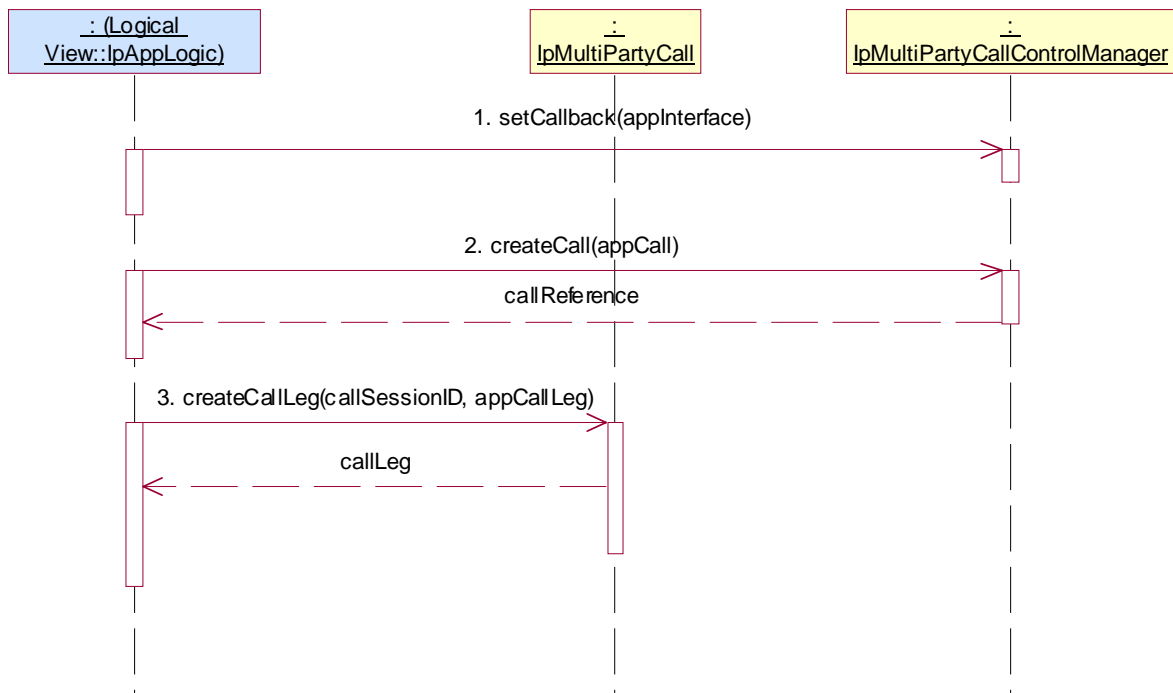 : (Logical
View::IpAppLogic)
:
IpMultiPartyCall
:
IpMultiPartyCallControlManager
1. setCallback(appInterface)
2. createCall(appCall)
callReference
3. createCallLeg(callSessionID, appCallLeg)
callLeg